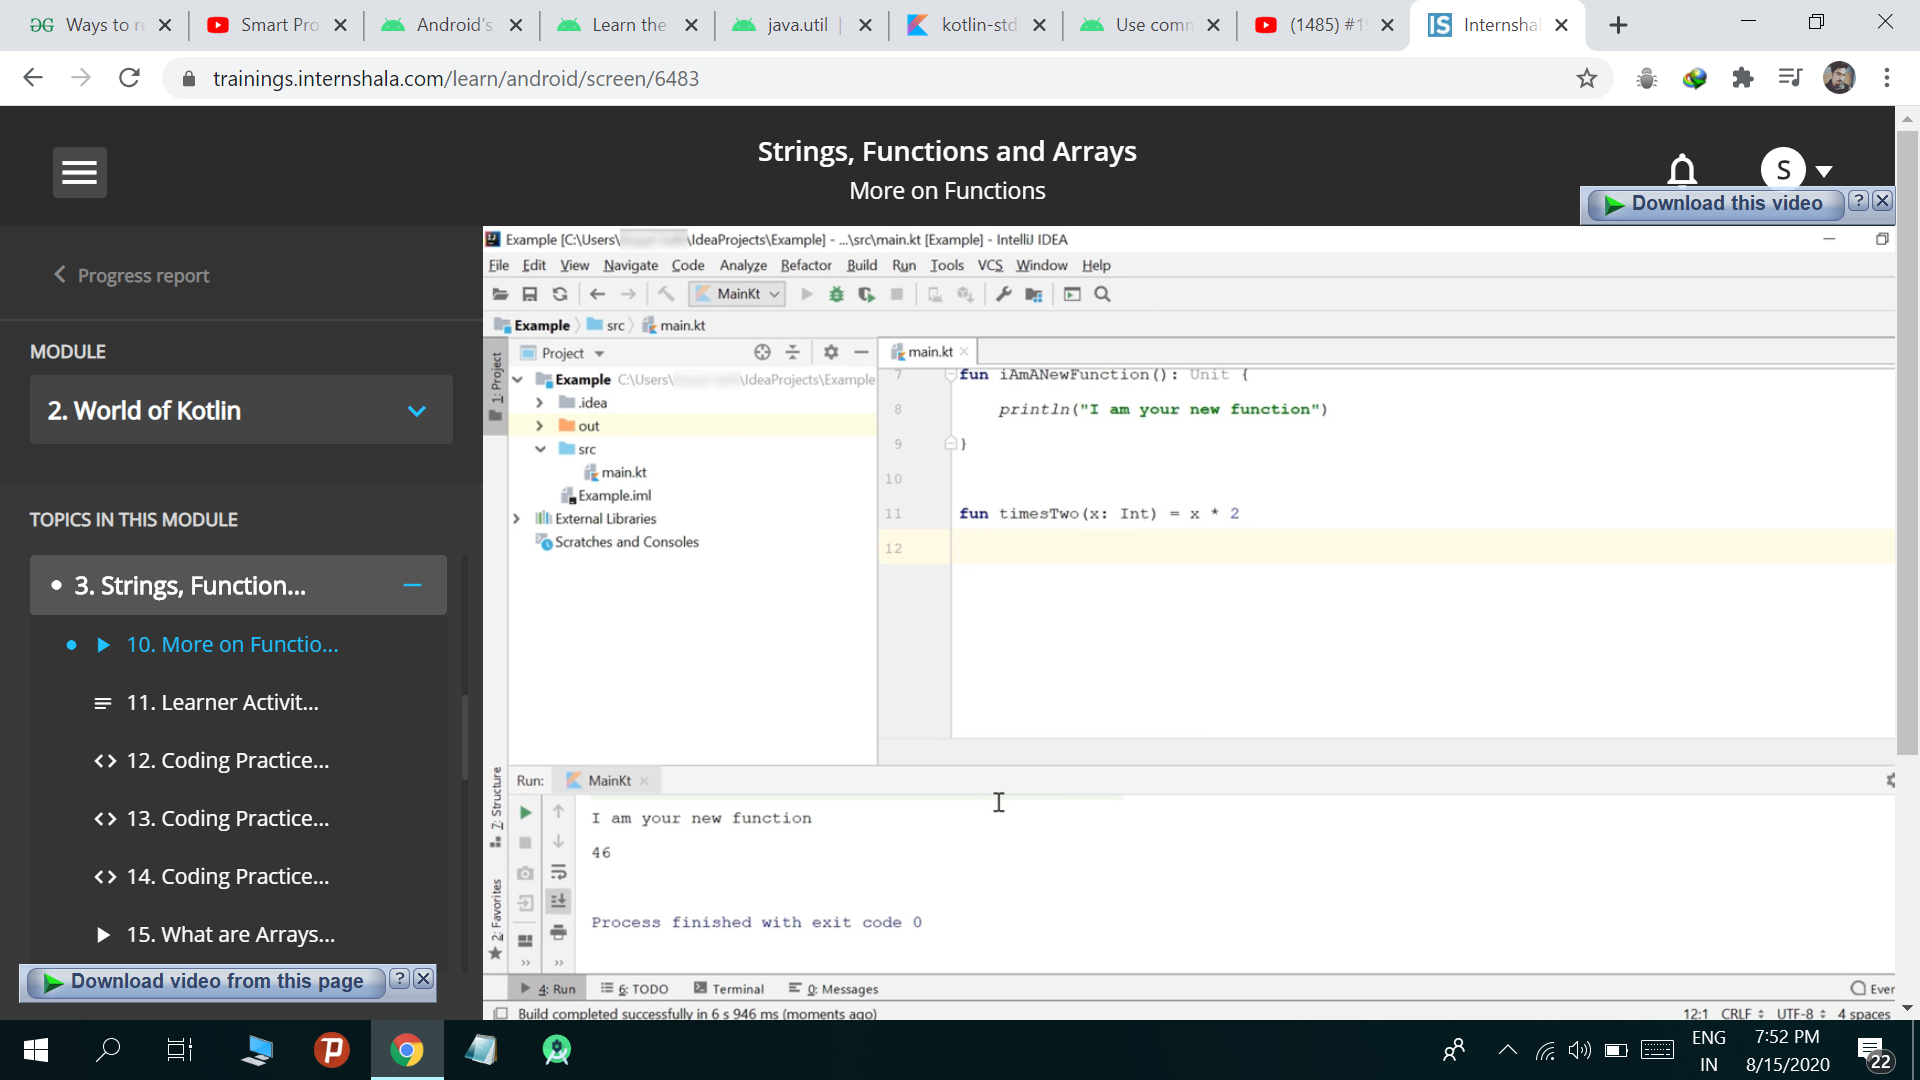 Ways to r
Smart Pro
Android's
Learn the
java.util
kotlin-std
Use comm
(1485) #1
Internshal
trainings.internshala.com/learn/android/screen/6483
Strings, Functions and Arrays
More on Functions
S
Download this video ?
Progress report
MODULE
2. World of Kotlin
TOPICS IN THIS MODULE
3. Strings, Function...
10. More on Functio...
11. Learner Activit...
12. Coding Practice...
13. Coding Practice...
14. Coding Practice...
15. What are Arrays...
Download video from this page ?
Example [C:\Users\ \IdeaProjects\Example] - ...\src\main.kt [Example] - IntelliJ IDEA
File Edit View Navigate Code Analyze Refactor Build Run Tools VCS Window Help
MainKt
Example src main.kt
1: Project
Project
Example C:\Users\ \IdeaProjects\Example
.idea
out
src
main.kt
Example.iml
External Libraries
Scratches and Consoles
main.kt
7 fun iAmANewFunction(): Unit {
8 println("I am your new function")
9 }
10
11 fun timesTwo(x: Int) = x * 2
12
7: Structure
2: Favorites
Run: MainKt
I am your new function
46
Process finished with exit code 0
4: Run 6: TODO Terminal 0: Messages Ever
Build completed successfully in 6 s 946 ms (moments ago) 12:1 CRLF UTF-8 4 spaces
ENG
IN
7:52 PM
8/15/2020
22